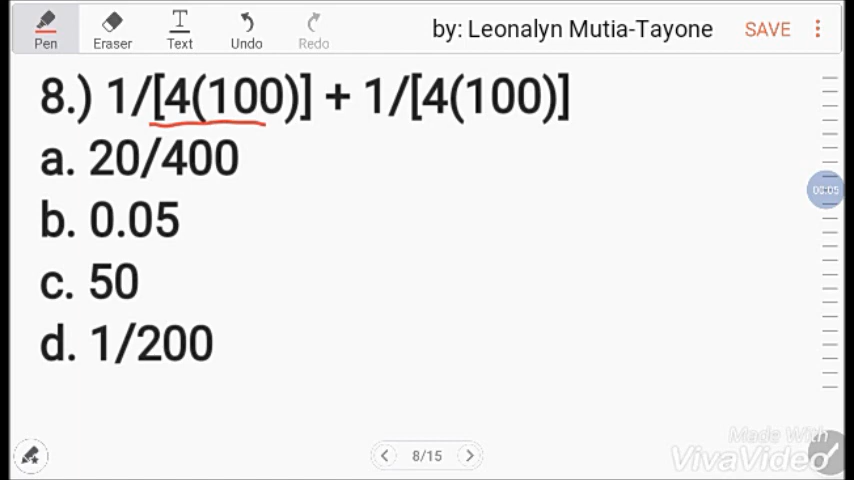 by: Leonalyn Mutia-Tayone
SAVE
Pen
Eraser
Text
Undo
Redo
8.) 1/[4(100)] + 1/[4(100)]
a. 20/400
b. 0.05
c. 50
d. 1/200
00:05
8/15
Made With
VivaVideo